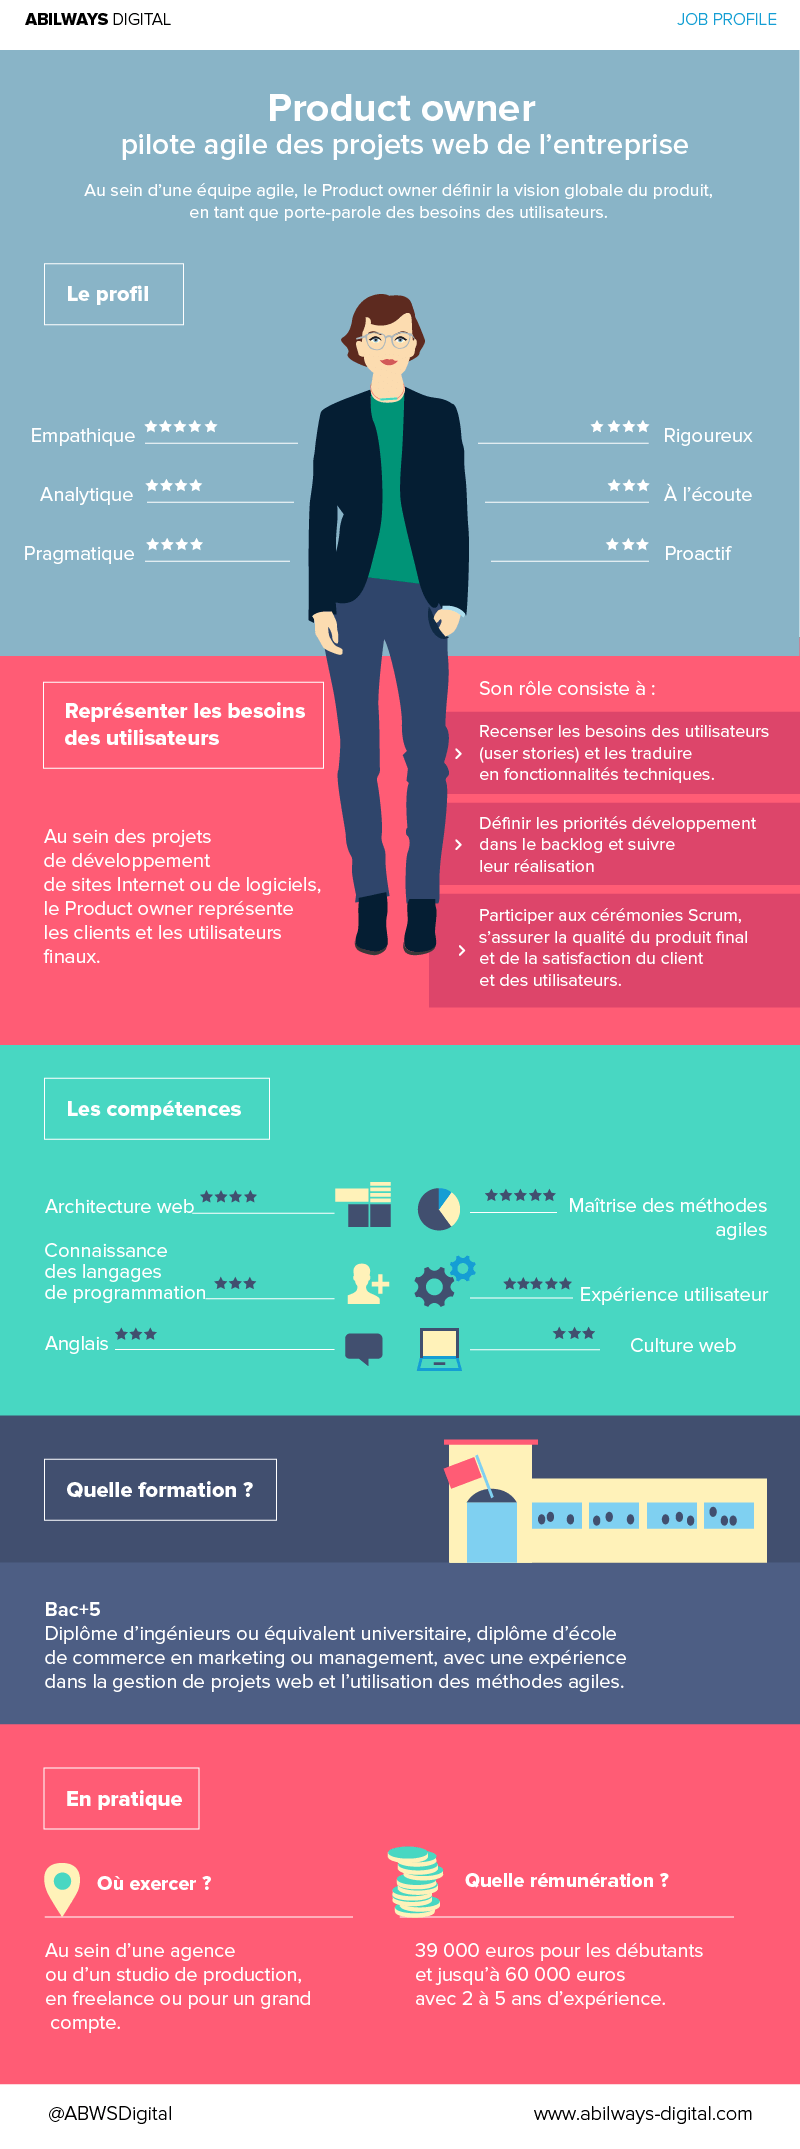 ABILWAYS DIGITAL
JOB PROFILE
Product owner
pilote agile des projets web de l’entreprise
Au sein d’une équipe agile, le Product owner définir la vision globale du produit,
en tant que porte-parole des besoins des utilisateurs.
Le profil
Empathique
Analytique
Pragmatique
Rigoureux
À l’écoute
Proactif
Représenter les besoins
des utilisateurs
Au sein des projets
de développement
de sites Internet ou de logiciels,
le Product owner représente
les clients et les utilisateurs
finaux.
Son rôle consiste à :
Recenser les besoins des utilisateurs
(user stories) et les traduire
en fonctionnalités techniques.
Définir les priorités développement
dans le backlog et suivre
leur réalisation
Participer aux cérémonies Scrum,
s’assurer la qualité du produit final
et de la satisfaction du client
et des utilisateurs.
Les compétences
Architecture web
Connaissance
des langages
de programmation
Anglais
Maîtrise des méthodes
agiles
Expérience utilisateur
Culture web
Quelle formation ?
Bac+5
Diplôme d’ingénieurs ou équivalent universitaire, diplôme d’école
de commerce en marketing ou management, avec une expérience
dans la gestion de projets web et l’utilisation des méthodes agiles.
En pratique
Où exercer ?
Au sein d’une agence
ou d’un studio de production,
en freelance ou pour un grand
compte.
Quelle rémunération ?
39 000 euros pour les débutants
et jusqu’à 60 000 euros
avec 2 à 5 ans d’expérience.
@ABWSDigital
www.abilways-digital.com